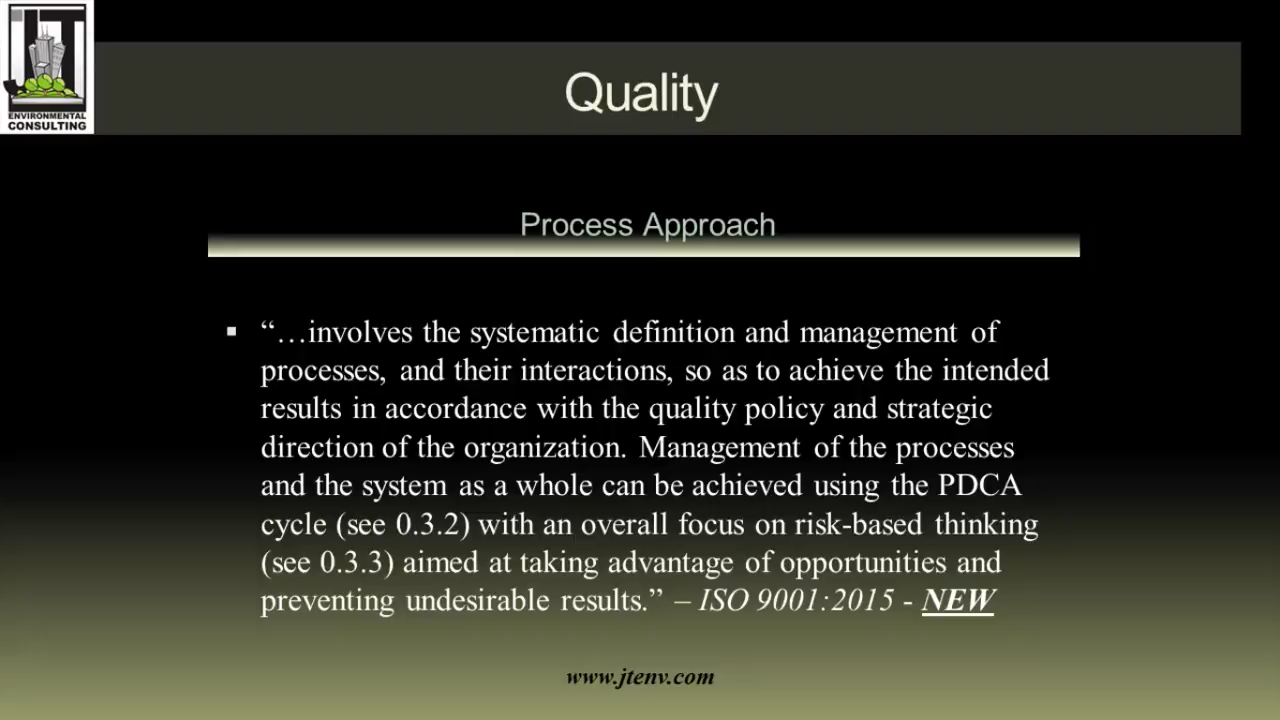 JT
ENVIRONMENTAL
CONSULTING
Quality
Process Approach
▪ “…involves the systematic definition and management of
processes, and their interactions, so as to achieve the intended
results in accordance with the quality policy and strategic
direction of the organization. Management of the processes
and the system as a whole can be achieved using the PDCA
cycle (see 0.3.2) with an overall focus on risk-based thinking
(see 0.3.3) aimed at taking advantage of opportunities and
preventing undesirable results.” – ISO 9001:2015 - NEW
www.jtenv.com